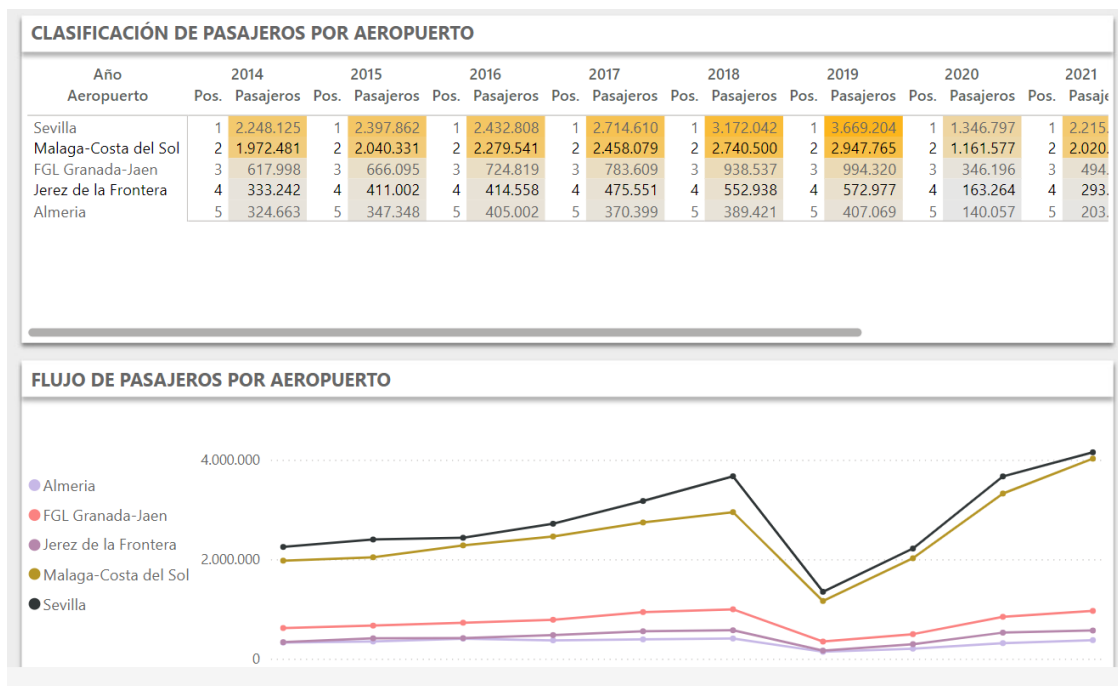 CLASIFICACIÓN DE PASAJEROS POR AEROPUERTO
Año 2014 2015 2016 2017 2018 2019 2020 2021
Aeropuerto Pos. Pasajeros Pos. Pasajeros Pos. Pasajeros Pos. Pasajeros Pos. Pasajeros Pos. Pasajeros Pos. Pasajeros Pos. Pasaje
Sevilla 1 2.248.125 1 2.397.862 1 2.432.808 1 2.714.610 1 3.172.042 1 3.669.204 1 1.346.797 1 2.215.
Malaga-Costa del Sol 2 1.972.481 2 2.040.331 2 2.279.541 2 2.458.079 2 2.740.500 2 2.947.765 2 1.161.577 2 2.020.
FGL Granada-Jaen 3 617.998 3 666.095 3 724.819 3 783.609 3 938.537 3 994.320 3 346.196 3 494.
Jerez de la Frontera 4 333.242 4 411.002 4 414.558 4 475.551 4 552.938 4 572.977 4 163.264 4 293.
Almeria 5 324.663 5 347.348 5 405.002 5 370.399 5 389.421 5 407.069 5 140.057 5 203.
FLUJO DE PASAJEROS POR AEROPUERTO
4.000.000
Almeria
FGL Granada-Jaen
Jerez de la Frontera
2.000.000
Malaga-Costa del Sol
Sevilla
0